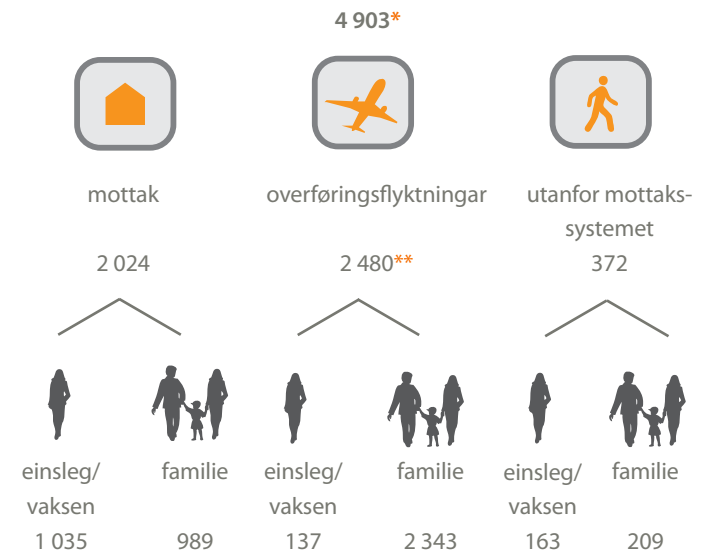 4 903*
mottak
overføringsflyktningar
utanfor mottaks-
systemet
2 024
2 480**
372
einsleg/
vaksen
1 035
familie
989
einsleg/
vaksen
137
familie
2 343
einsleg/
vaksen
163
familie
209